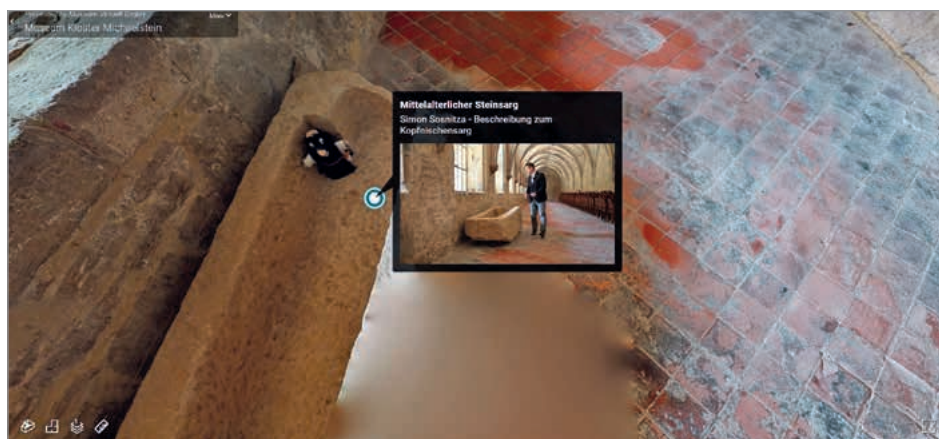 Museum Kloster Michaelstein
Mittelalterlicher Steinsarg
Simon Sosnitza - Beschreibung zum
Kopfnischensarg